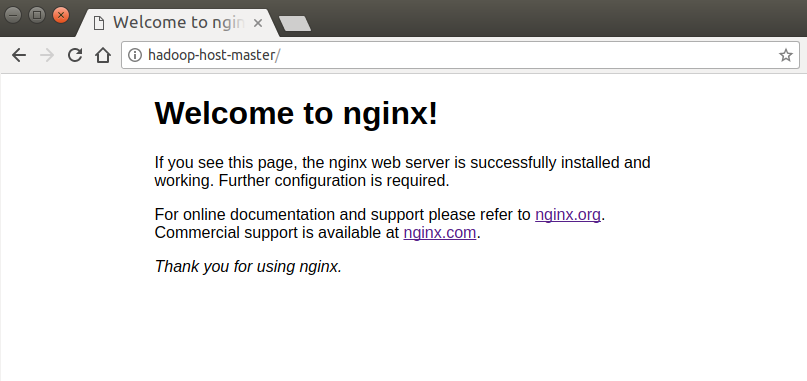 Welcome to ngin
hadoop-host-master/
Welcome to nginx!
If you see this page, the nginx web server is successfully installed and
working. Further configuration is required.
For online documentation and support please refer to nginx.org.
Commercial support is available at nginx.com.
Thank you for using nginx.